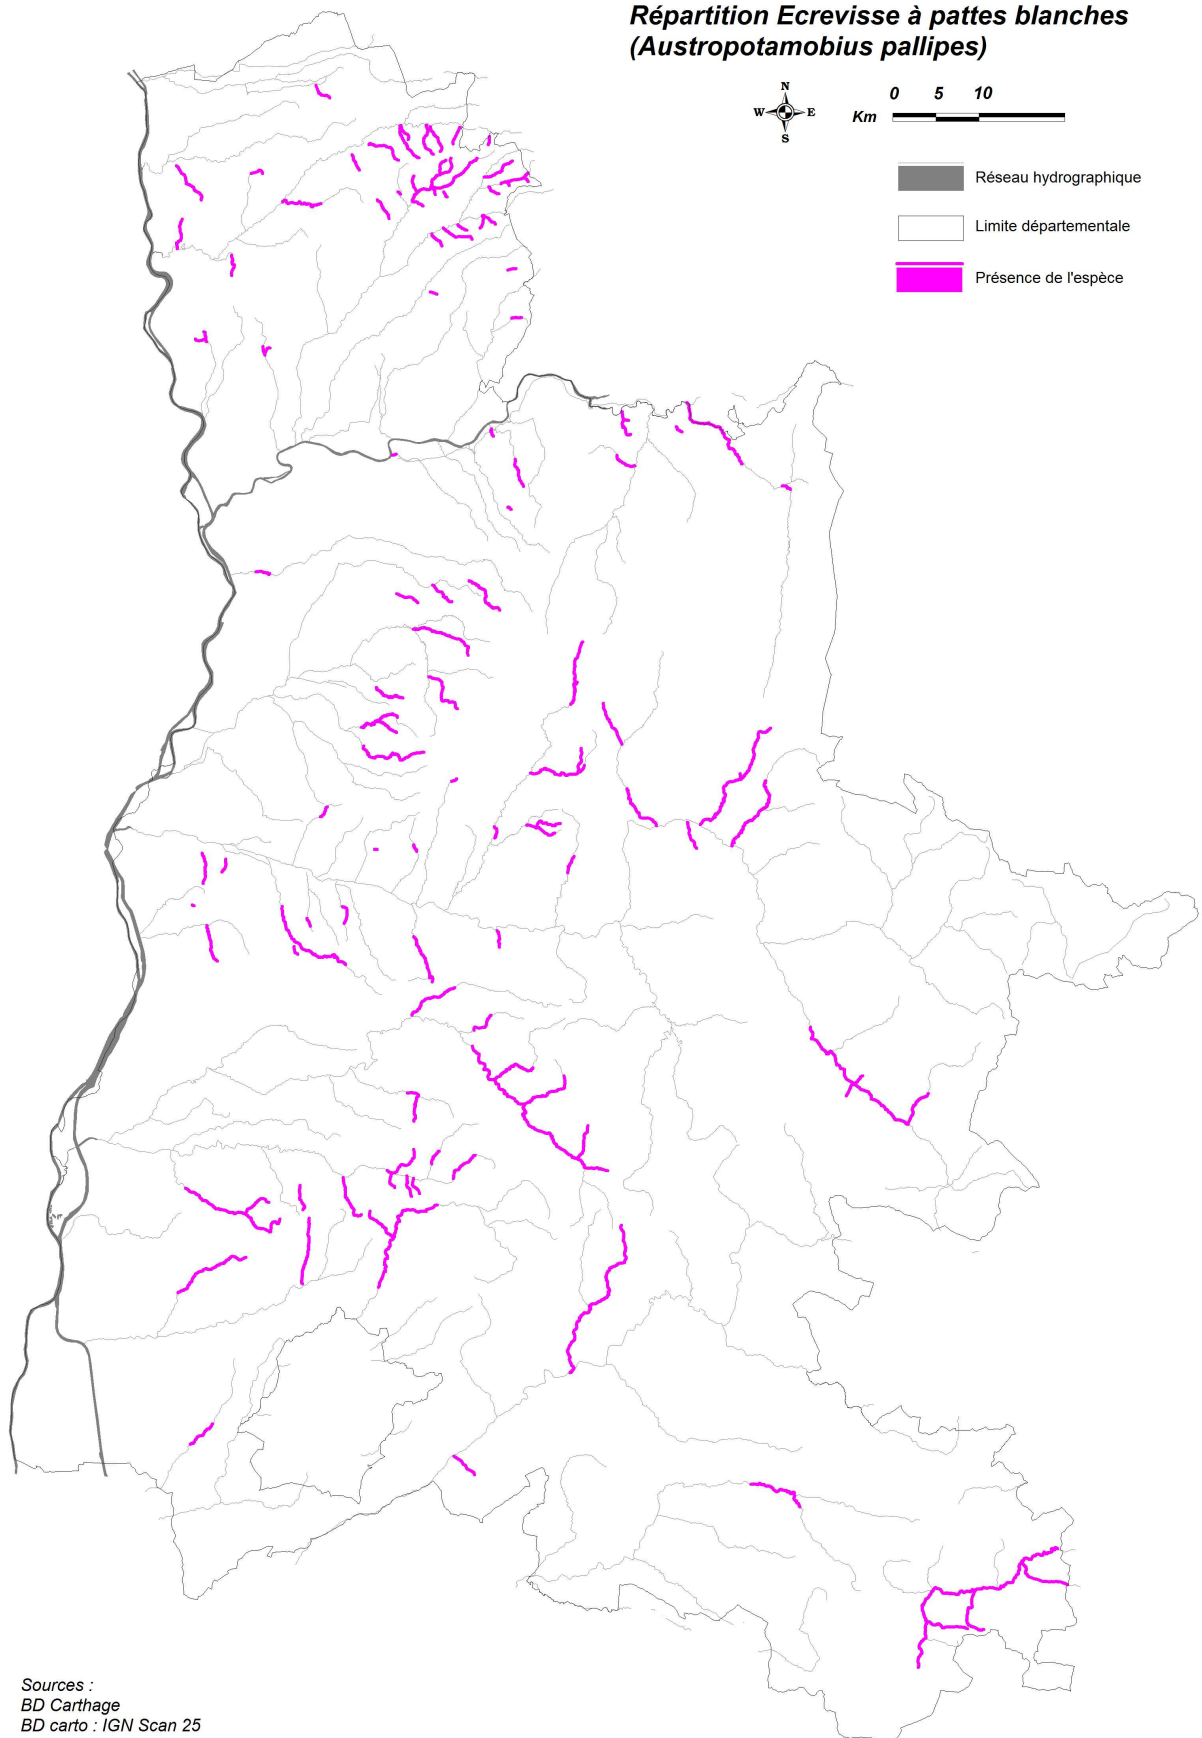 Répartition Ecrevisse à pattes blanches
(Austropotamobius pallipes)
N
W E
S
0 5 10
Km
Réseau hydrographique
Limite départementale
Présence de l'espèce
Sources :
BD Carthage
BD carto : IGN Scan 25